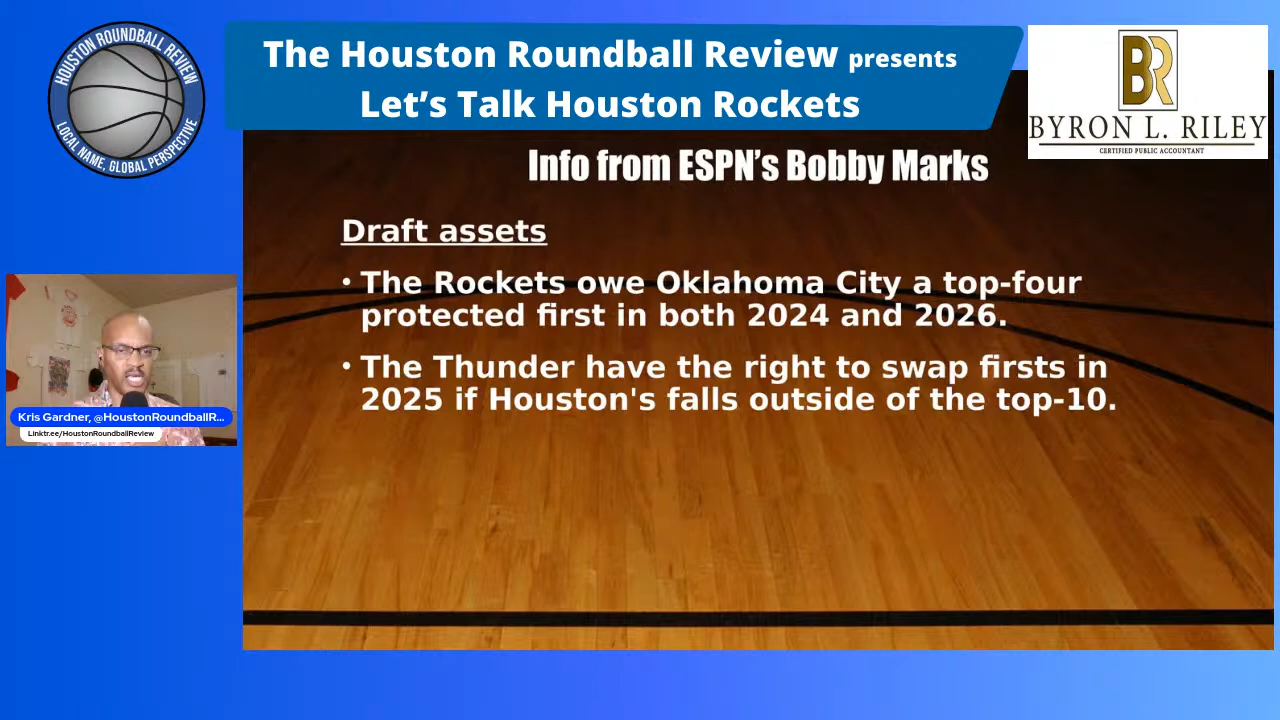 HOUSTON ROUNDBALL REVIEW
LOCAL NAME, GLOBAL PERSPECTIVE
The Houston Roundball Review presents
Let’s Talk Houston Rockets
BR
BYRON L. RILEY
CERTIFIED PUBLIC ACCOUNTANT
Info from ESPN’s Bobby Marks
Draft assets
• The Rockets owe Oklahoma City a top-four
protected first in both 2024 and 2026.
• The Thunder have the right to swap firsts in
2025 if Houston's falls outside of the top-10.
Kris Gardner, @HoustonRoundballR...
Linktr.ee/HoustonRoundballReview